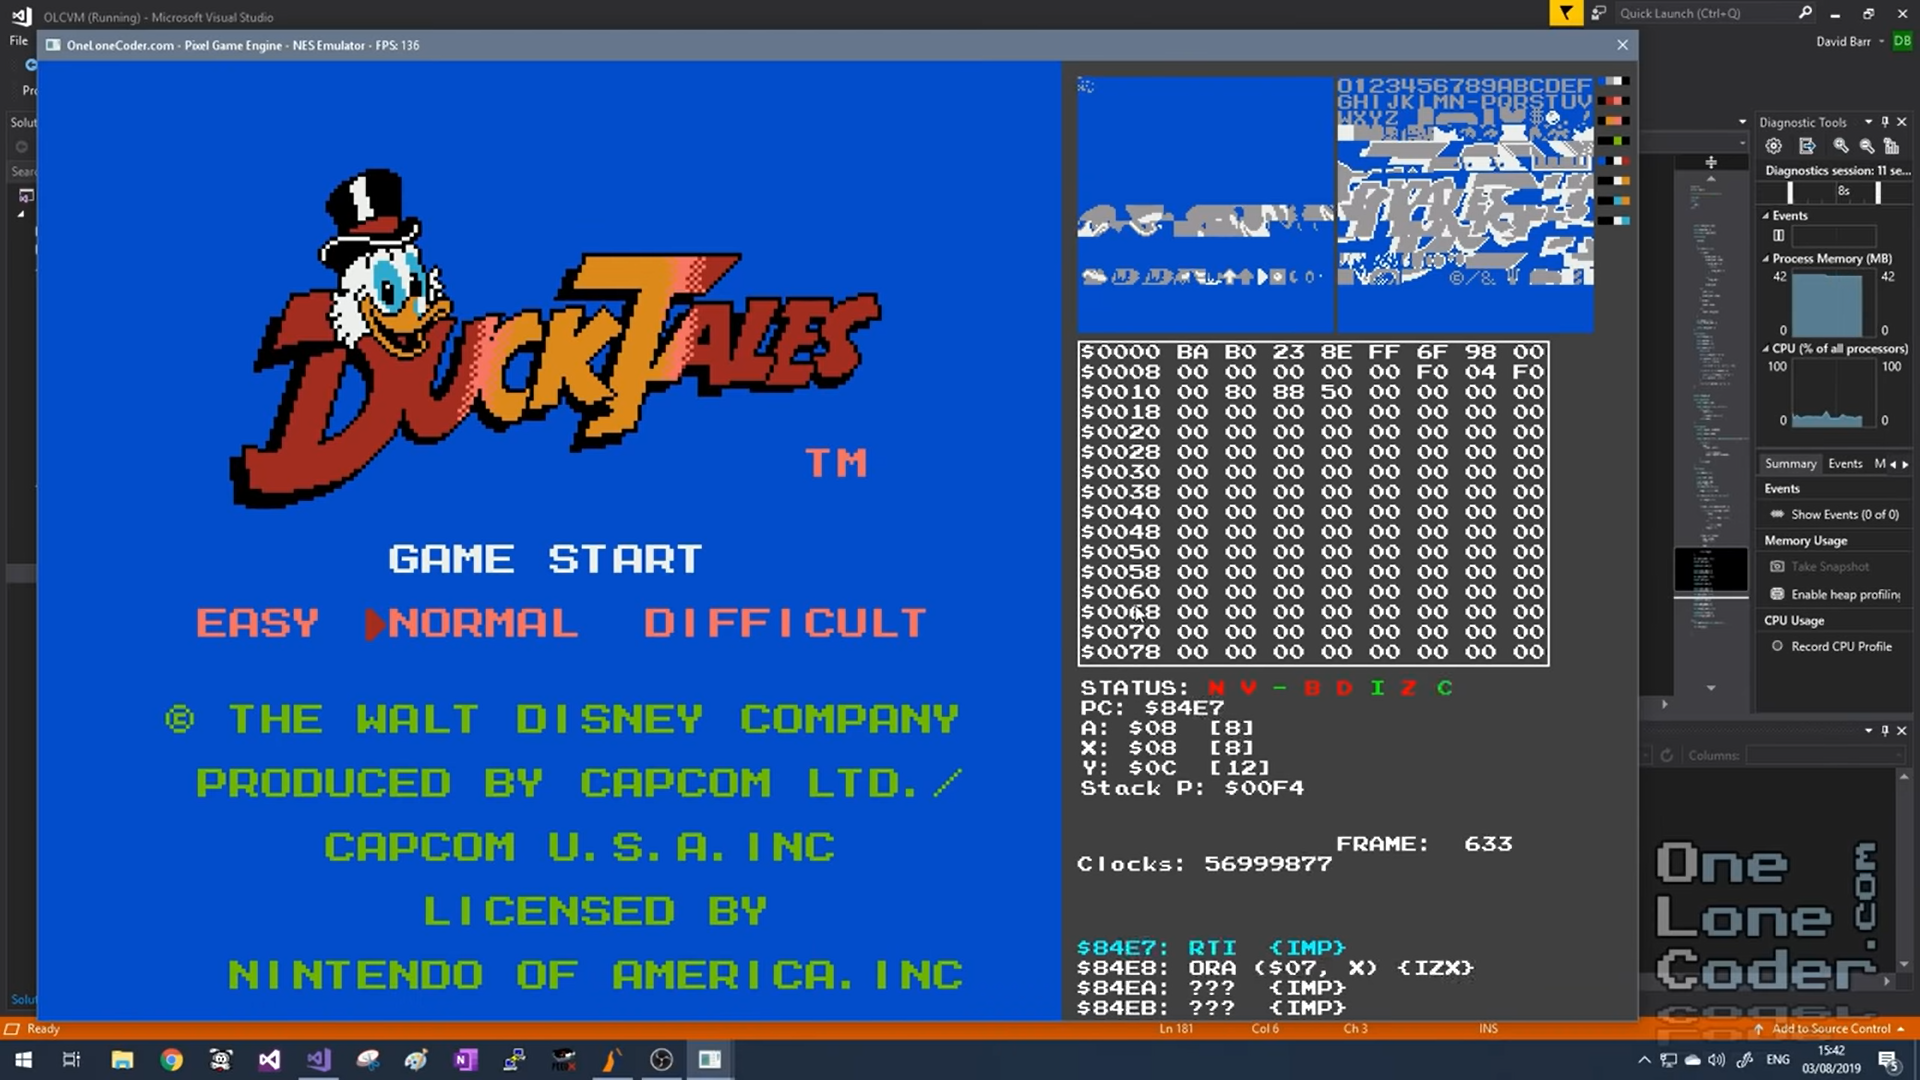 OLCVM (Running) - Microsoft Visual Studio
Quick Launch (Ctrl+Q)
File
David Barr
DB
OneLoneCoder.com - Pixel Game Engine - NES Emulator - FPS: 136
DUCKTALES
TM
GAME START
EASY NORMAL DIFFICULT
© THE WALT DISNEY COMPANY
PRODUCED BY CAPCOM LTD./
CAPCOM U.S.A.INC
LICENSED BY
NINTENDO OF AMERICA.INC
0123456789ABCDEF
GHIJKLMN-PQRSTUV
WXYZ
$0000 BA B0 23 8E FF 6F 98 00
$0008 00 00 00 00 00 F0 04 F0
$0010 00 80 88 50 00 00 00 00
$0018 00 00 00 00 00 00 00 00
$0020 00 00 00 00 00 00 00 00
$0028 00 00 00 00 00 00 00 00
$0030 00 00 00 00 00 00 00 00
$0038 00 00 00 00 00 00 00 00
$0040 00 00 00 00 00 00 00 00
$0048 00 00 00 00 00 00 00 00
$0050 00 00 00 00 00 00 00 00
$0058 00 00 00 00 00 00 00 00
$0060 00 00 00 00 00 00 00 00
$0068 00 00 00 00 00 00 00 00
$0070 00 00 00 00 00 00 00 00
$0078 00 00 00 00 00 00 00 00
STATUS: N V - B D I Z C
PC: $84E7
A: $08 [8]
X: $08 [8]
Y: $0C [12]
Stack P: $00F4
FRAME: 633
Clocks: 56999877
$84E7: RTI {IMP}
$84E8: ORA ($07, X) {IZX}
$84EA: ??? {IMP}
$84EB: ??? {IMP}
Diagnostic Tools
Diagnostics session: 11 se...
8s
Events
Process Memory (MB)
42 42
0 0
CPU (% of all processors)
100 100
0 0
Summary Events M
Events
Show Events (0 of 0)
Memory Usage
Take Snapshot
Enable heap profilin
CPU Usage
Record CPU Profile
Columns:
One
Lone
Coder
.com
Ready
Ln 181 Col 6 Ch 3 INS
Add to Source Control
ENG
15:42
03/08/2019